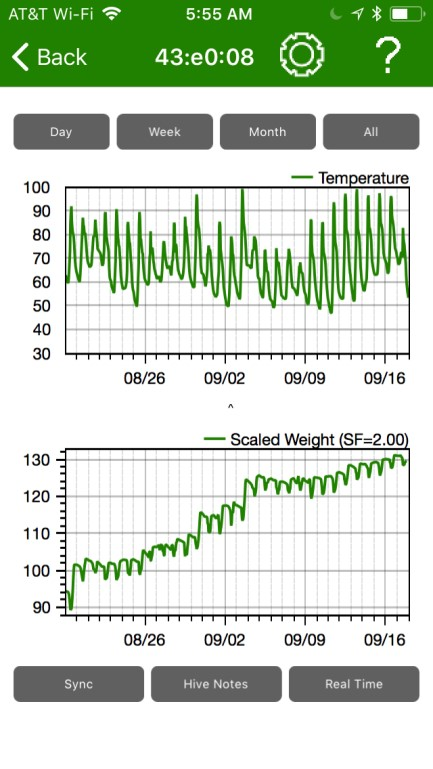 AT&T Wi-Fi 5:55 AM
Back 43:e0:08 ?
Day Week Month All
Temperature
100
90
80
70
60
50
40
30
08/26 09/02 09/09 09/16
^
Scaled Weight (SF=2.00)
130
120
110
100
90
08/26 09/02 09/09 09/16
Sync Hive Notes Real Time